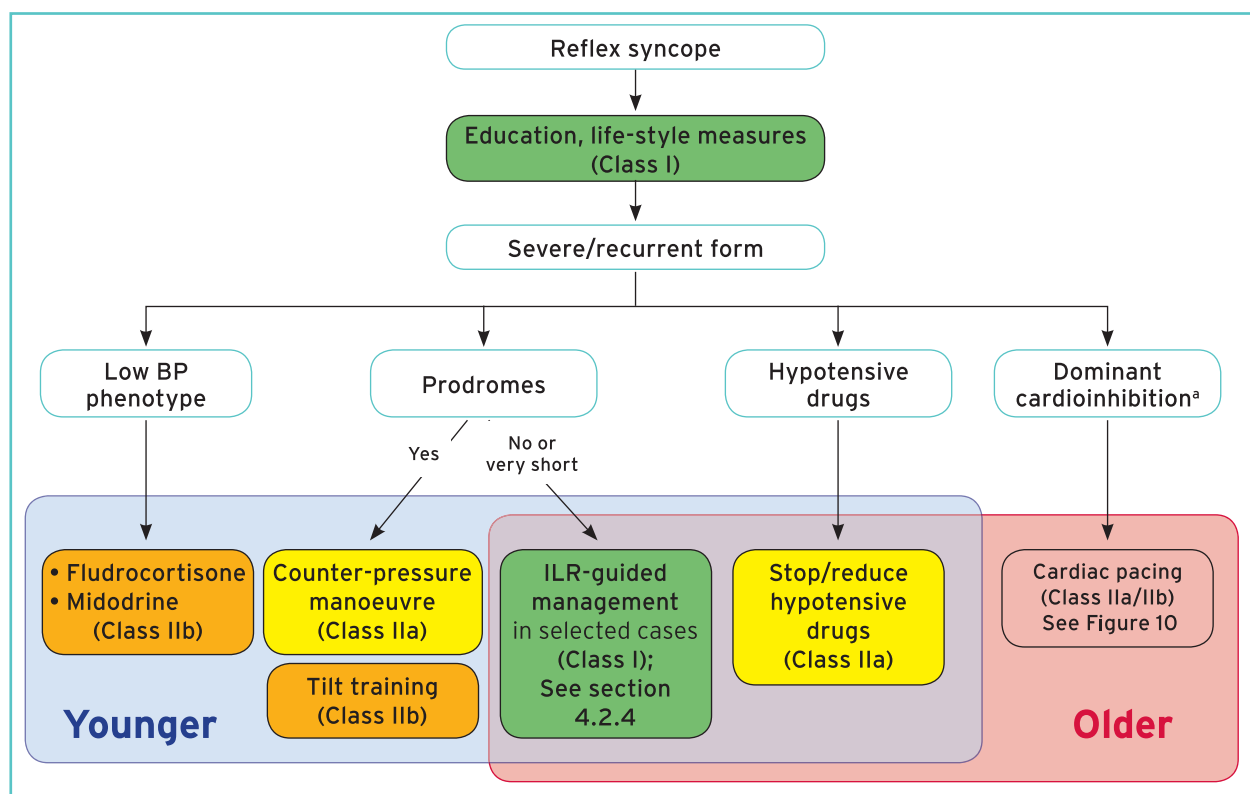 Reflex syncope
Education, life-style measures
(Class I)
Severe/recurrent form
Low BP
phenotype
Prodromes
Hypotensive
drugs
Dominant
cardioinhibitionᵃ
Yes
No or
very short
• Fludrocortisone
• Midodrine
(Class IIb)
Counter-pressure
manoeuvre
(Class IIa)
Tilt training
(Class IIb)
ILR-guided
management
in selected cases
(Class I);
See section
4.2.4
Stop/reduce
hypotensive
drugs
(Class IIa)
Cardiac pacing
(Class IIa/IIb)
See Figure 10
Younger
Older